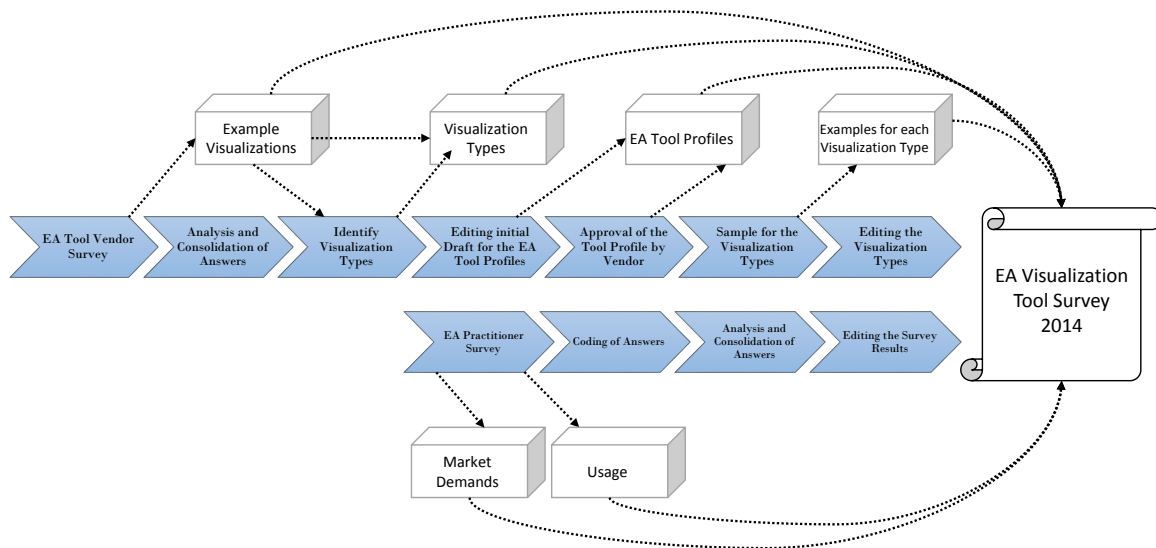 Example
Visualizations
Visualization
Types
EA Tool Profiles
Examples for each
Visualization Type
EA Tool Vendor
Survey
Analysis and
Consolidation of
Answers
Identify
Visualization
Types
Editing initial
Draft for the EA
Tool Profiles
Approval of the
Tool Profile by
Vendor
Sample for the
Visualization
Types
Editing the
Visualization
Types
EA Visualization
Tool Survey
2014
EA Practitioner
Survey
Coding of Answers
Analysis and
Consolidation of
Answers
Editing the Survey
Results
Market
Demands
Usage